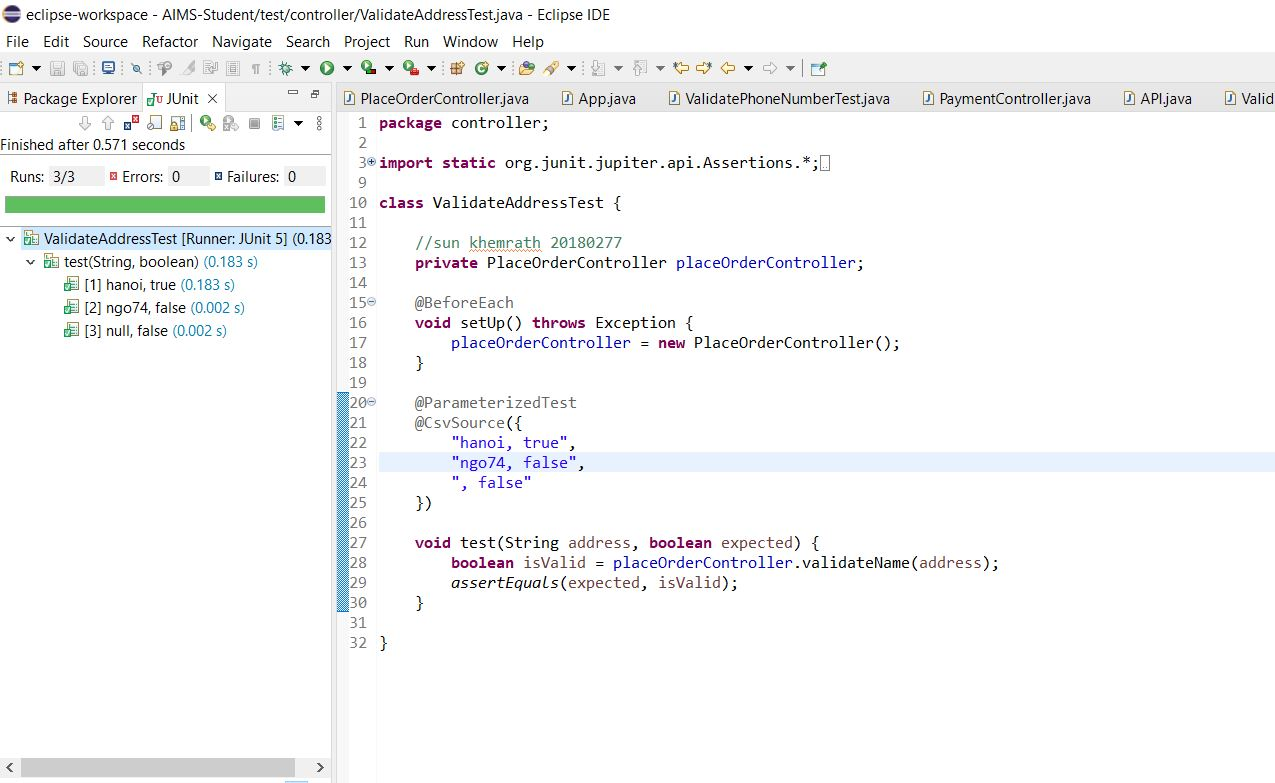 eclipse-workspace - AIMS-Student/test/controller/ValidateAddressTest.java - Eclipse IDE
File Edit Source Refactor Navigate Search Project Run Window Help
Package Explorer JUnit
Finished after 0.571 seconds
Runs: 3/3 Errors: 0 Failures: 0
ValidateAddressTest [Runner: JUnit 5] (0.183
test(String, boolean) (0.183 s)
[1] hanoi, true (0.183 s)
[2] ngo74, false (0.002 s)
[3] null, false (0.002 s)
PlaceOrderController.java App.java ValidatePhoneNumberTest.java PaymentController.java API.java Valid
1 package controller;
2
3 import static org.junit.jupiter.api.Assertions.*;
9
10 class ValidateAddressTest {
11
12 //sun khemrath 20180277
13 private PlaceOrderController placeOrderController;
14
15 @BeforeEach
16 void setUp() throws Exception {
17 placeOrderController = new PlaceOrderController();
18 }
19
20 @ParameterizedTest
21 @CsvSource({
22 "hanoi, true",
23 "ngo74, false",
24 ", false"
25 })
26
27 void test(String address, boolean expected) {
28 boolean isValid = placeOrderController.validateName(address);
29 assertEquals(expected, isValid);
30 }
31
32 }